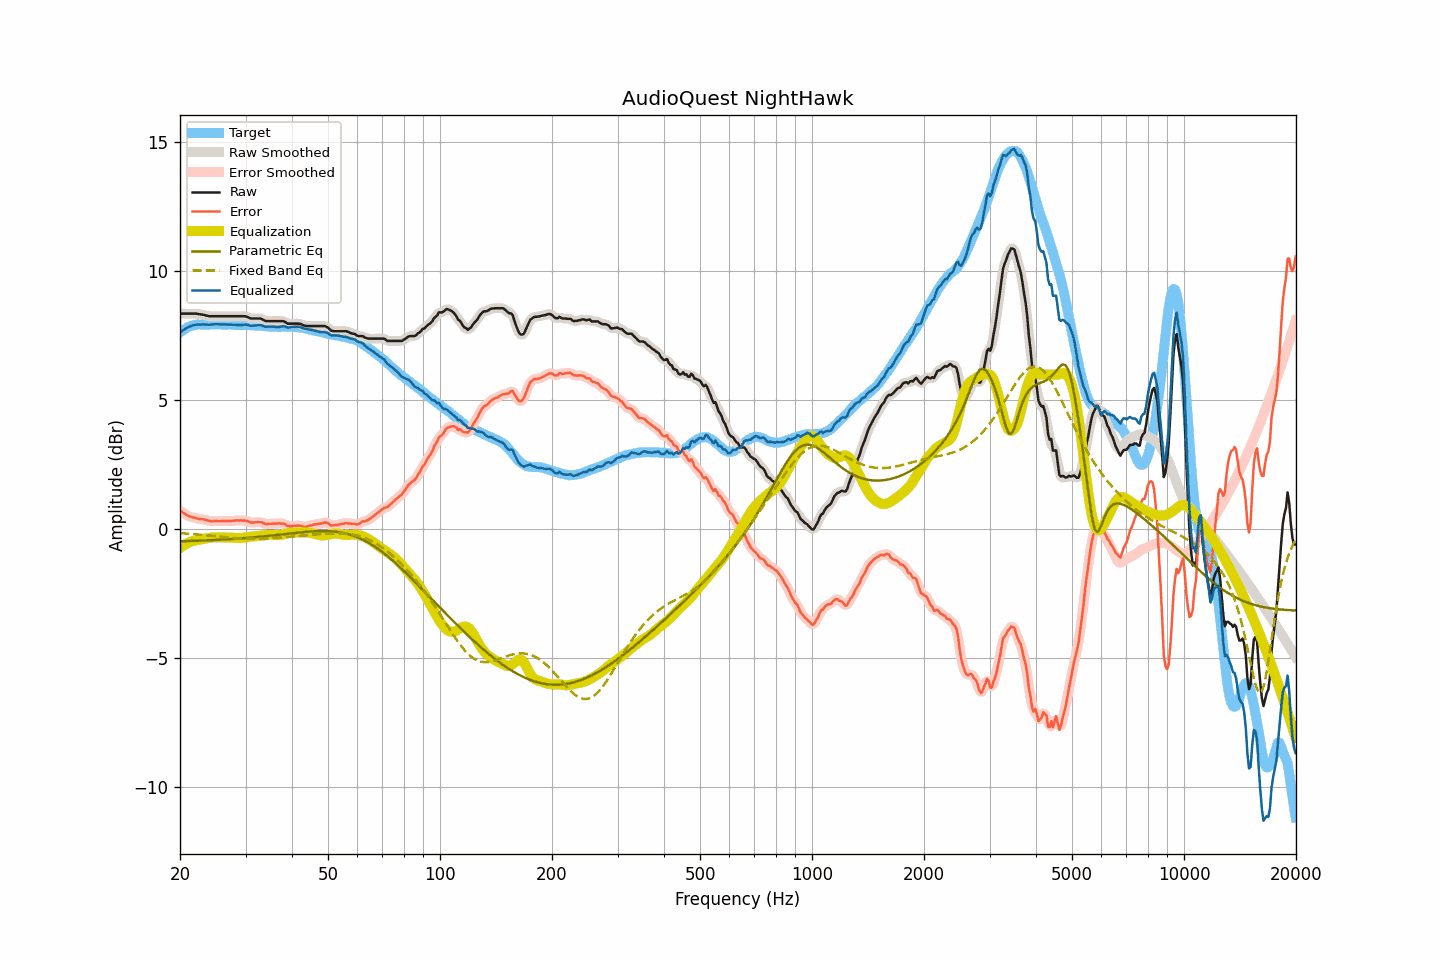 AudioQuest NightHawk
Target
Raw Smoothed
Error Smoothed
Raw
Error
Equalization
Parametric Eq
Fixed Band Eq
Equalized
15
10
5
0
−5
−10
Amplitude (dBr)
20
50
100
200
500
1000
2000
5000
10000
20000
Frequency (Hz)